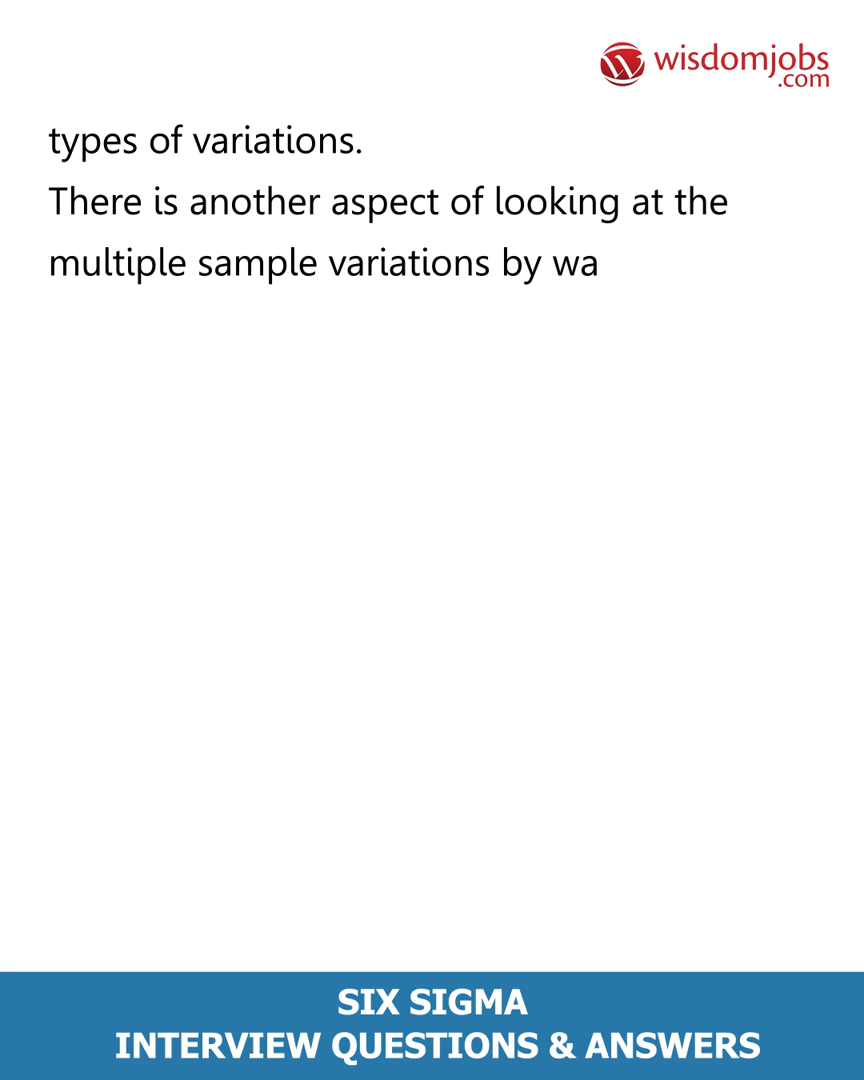 wisdomjobs
.com
types of variations.
There is another aspect of looking at the
multiple sample variations by wa
SIX SIGMA
INTERVIEW QUESTIONS & ANSWERS